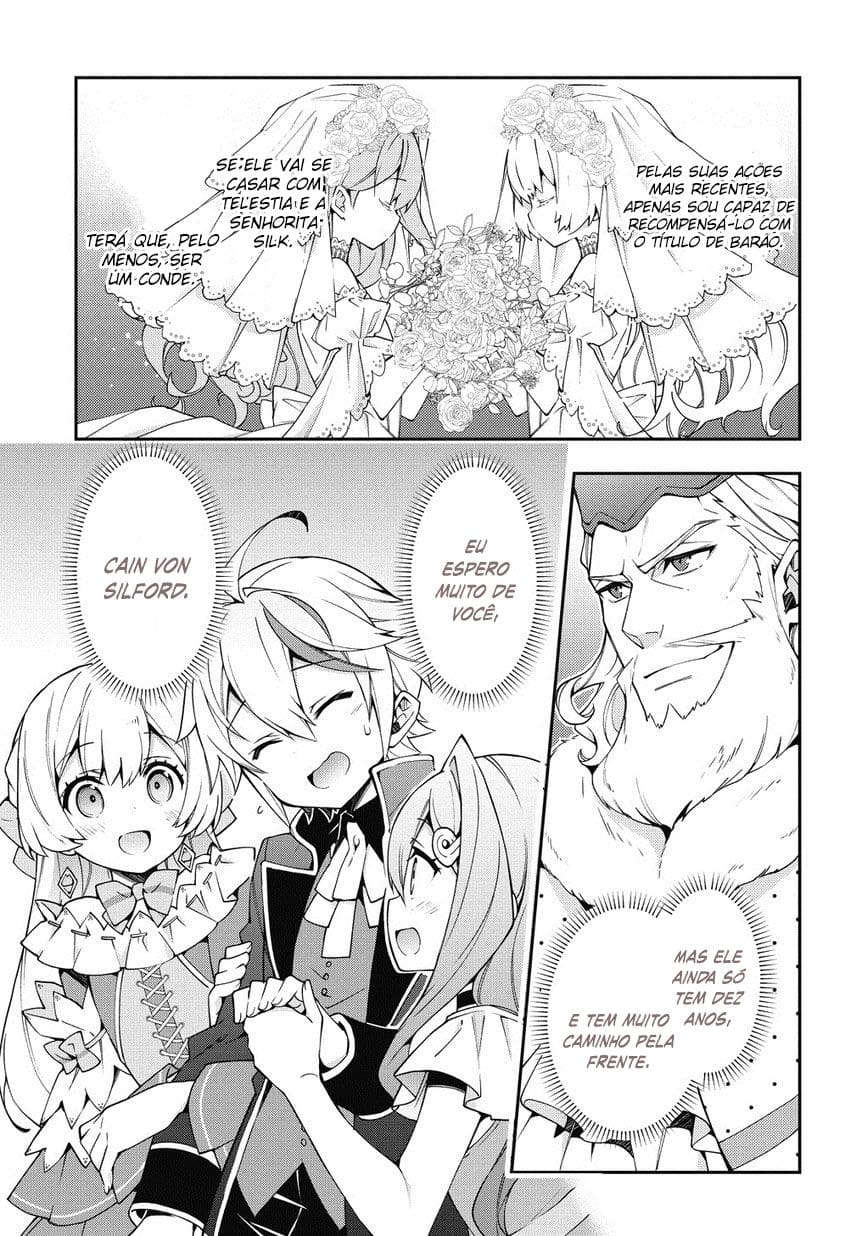 PELAS SUAS AÇÕES
MAIS RECENTES,
APENAS SOU CAPAZ DE
RECOMPENSÁ-LO COM
O TÍTULO DE BARÃO.
SE ELE VAI SE
CASAR COM
TELESTIA E A
SENHORITA
SILK.
TERÁ QUE, PELO
MENOS, SER
UM CONDE.
MAS ELE
AINDA SÓ
TEM DEZ
ANOS,
E TEM MUITO
CAMINHO PELA
FRENTE.
EU
ESPERO
MUITO DE
VOCÊ,
CAIN VON
SILFORD.